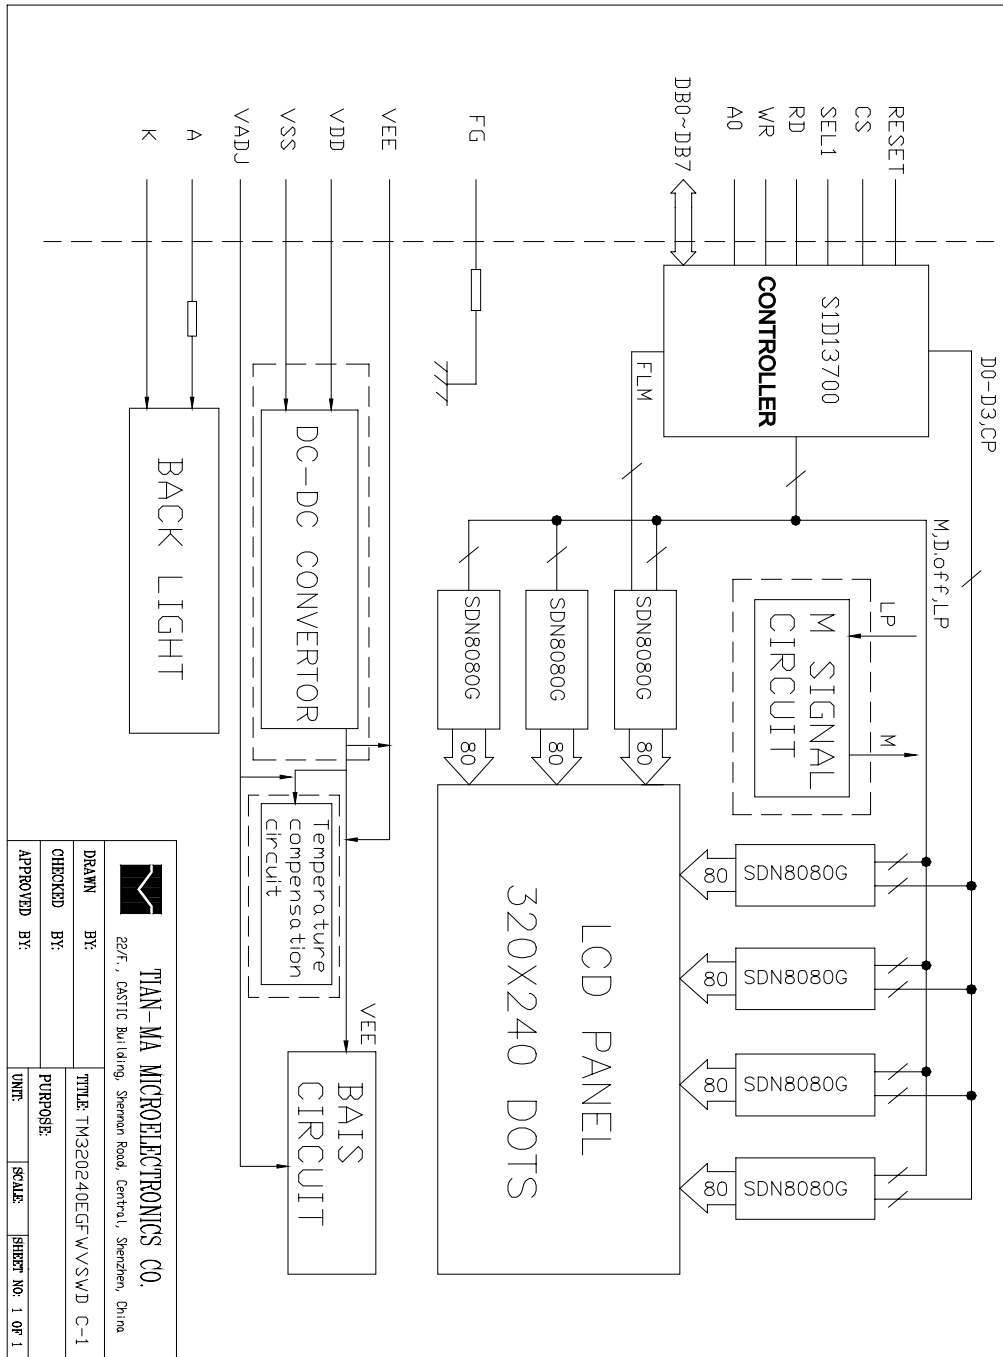 RESET
CS
SEL1
RD
WR
A0
DB0~DB7
FG
VEE
VDD
VSS
VADJ
A
K
S1D13700
CONTROLLER
D0-D3,CP
FLM
M,D.off,LP
LP
M
M SIGNAL
CIRCUIT
SDN8080G
SDN8080G
SDN8080G
80
80
80
SDN8080G
80
SDN8080G
80
SDN8080G
80
SDN8080G
80
LCD PANEL
320X240 DOTS
DC-DC CONVERTOR
BACK LIGHT
Temperature
compensation
circuit
VEE
BAIS
CIRCUIT
TIAN-MA MICROELECTRONICS CO.
22/F., CASTIC Building, Shennan Road, Central, Shenzhen, China
DRAWN BY:
TITLE: TM320240EGFWVSWD C-1
CHECKED BY:
PURPOSE:
APPROVED BY:
UNIT:
SCALE:
SHEET NO: 1 OF 1